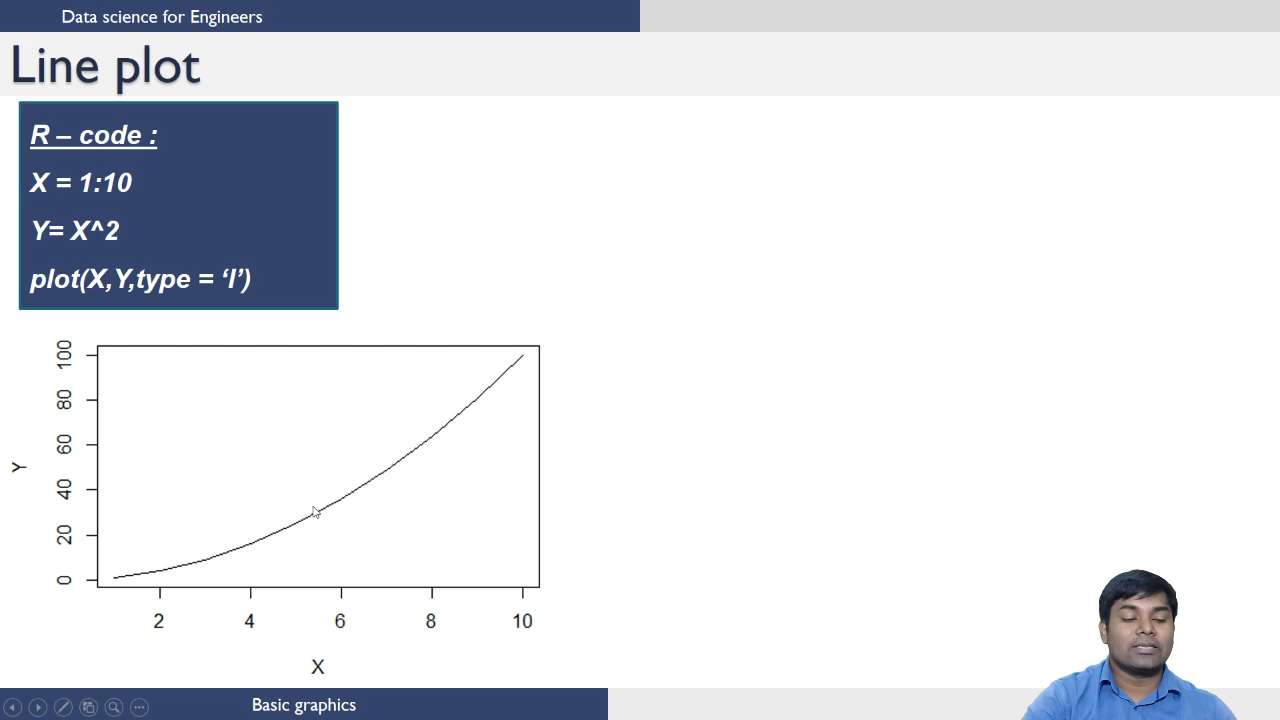 Data science for Engineers
Line plot
R – code :
X = 1:10
Y= X^2
plot(X,Y,type = ‘l’)
100
80
60
40
20
0
Y
2 4 6 8 10
X
Basic graphics